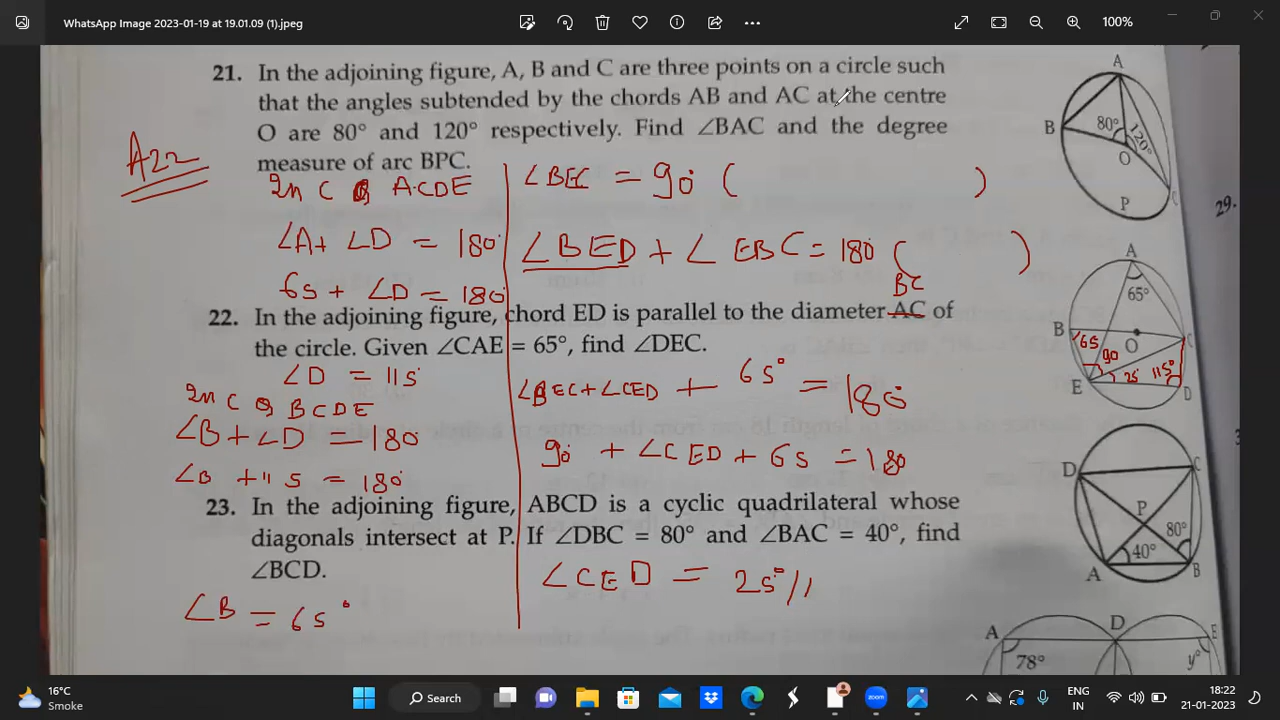 WhatsApp Image 2023-01-19 at 19.01.09 (1).jpeg
100%
21. In the adjoining figure, A, B and C are three points on a circle such
that the angles subtended by the chords AB and AC at the centre
O are 80° and 120° respectively. Find ∠BAC and the degree
measure of arc BPC.
A22
∠A+ ∠D = 180°
65+ ∠D = 180°
∠BEC = 90° ( )
∠BED + ∠EBC = 180° ( )
BC
22. In the adjoining figure, chord ED is parallel to the diameter AC of
the circle. Given ∠CAE = 65°, find ∠DEC.
∠D = 115°
BCDE
∠B + ∠D = 180°
∠B + 115 = 180°
∠BEC+∠CED + 65° = 180°
90° + ∠CED + 65 = 180
23. In the adjoining figure, ABCD is a cyclic quadrilateral whose
diagonals intersect at P. If ∠DBC = 80° and ∠BAC = 40°, find
∠BCD.
∠B = 65°
∠CED = 25° //
A
B
80°
120°
O
C
P
29.
A
65°
B
O
C
65
90
25
115°
E
D
D
C
P
80°
40°
A
B
A
D
E
78°
y°
16°C
Smoke
Search
ENG
IN
18:22
21-01-2023